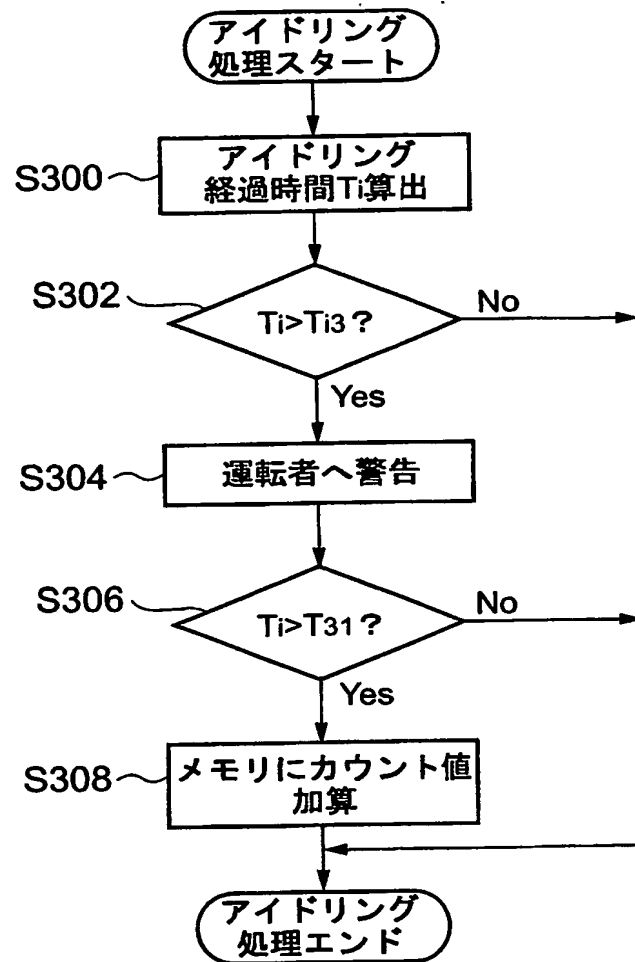 アイドリング
処理スタート
S300
アイドリング
経過時間Ti算出
S302
Ti>Ti3?
No
Yes
S304
運転者へ警告
S306
Ti>T31?
No
Yes
S308
メモリにカウント値
加算
アイドリング
処理エンド